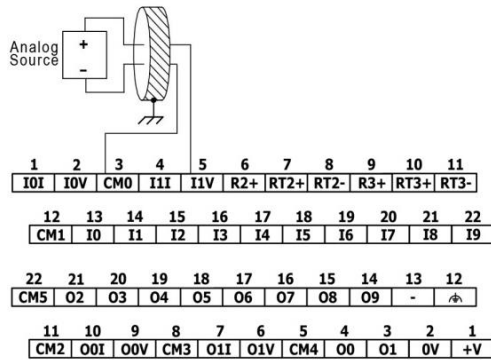 Analog
Source
+
-
1 2 3 4 5 6 7 8 9 10 11
I0I I0V CM0 I1I I1V R2+ RT2+ RT2- R3+ RT3+ RT3-
12 13 14 15 16 17 18 19 20 21 22
CM1 I0 I1 I2 I3 I4 I5 I6 I7 I8 I9
22 21 20 19 18 17 16 15 14 13 12
CM5 O2 O3 O4 O5 O6 O7 O8 O9 -
11 10 9 8 7 6 5 4 3 2 1
CM2 O0I O0V CM3 O1I O1V CM4 O0 O1 0V +V